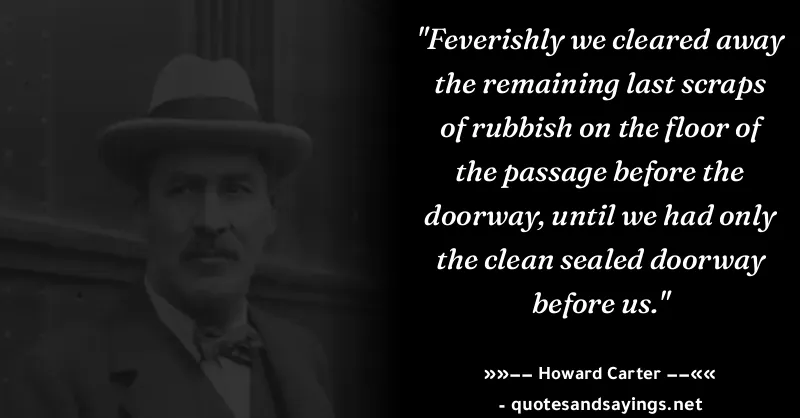 "Feverishly we cleared away
the remaining last scraps
of rubbish on the floor of
the passage before the
doorway, until we had only
the clean sealed doorway
before us."
»»−− Howard Carter −−««
- quotesandsayings.net